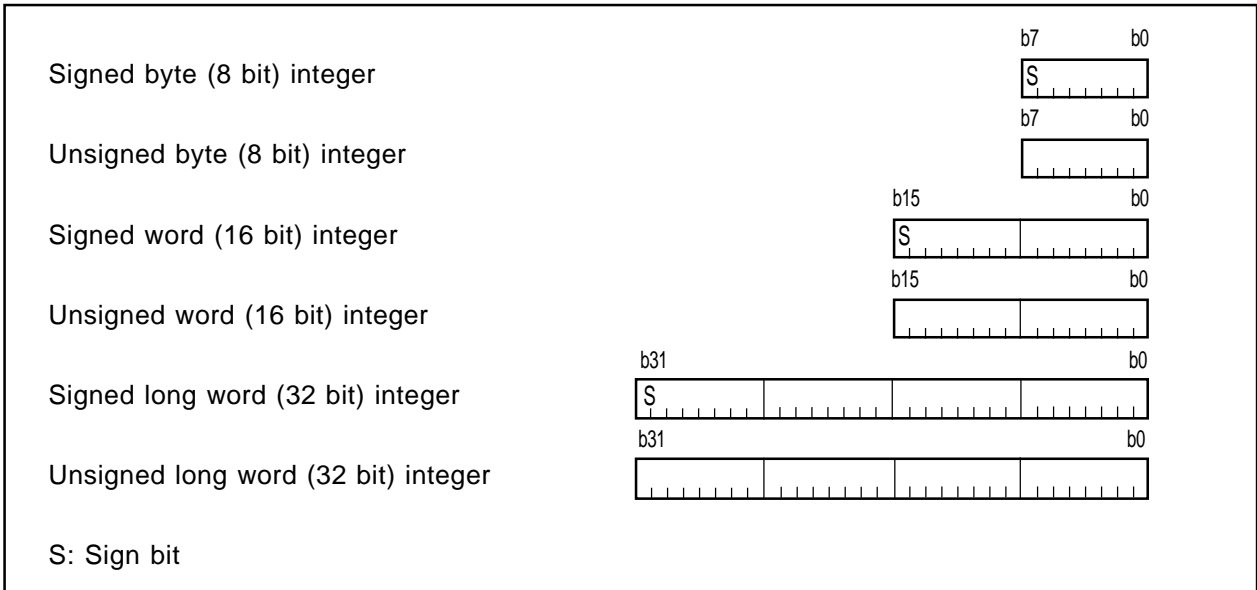 b7 b0
Signed byte (8 bit) integer S
b7 b0
Unsigned byte (8 bit) integer
b15 b0
Signed word (16 bit) integer S
b15 b0
Unsigned word (16 bit) integer
b31 b0
Signed long word (32 bit) integer S
b31 b0
Unsigned long word (32 bit) integer
S: Sign bit